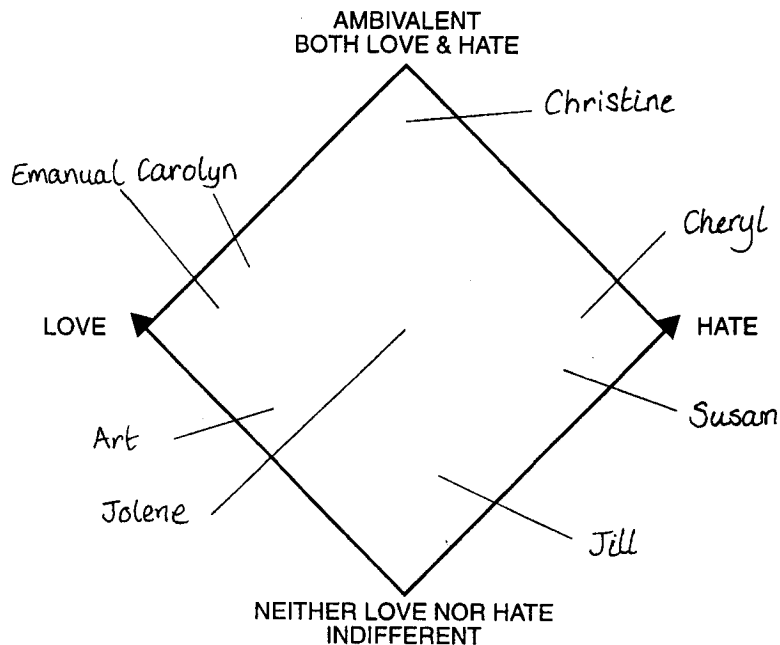 AMBIVALENT
BOTH LOVE & HATE
Christine
Emanual Carolyn
Cheryl
LOVE
HATE
Art
Susan
Jolene
Jill
NEITHER LOVE NOR HATE
INDIFFERENT